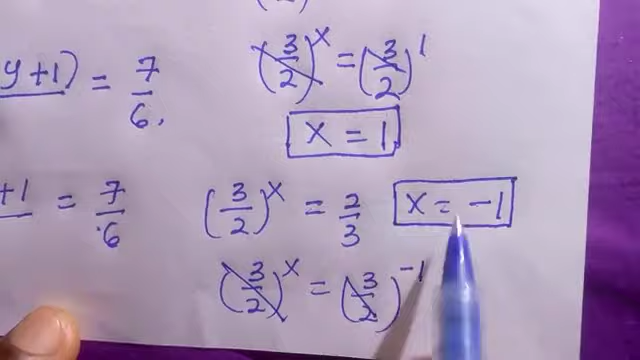 (3/2)^x = (3/2)^1
y+1) = 7/6.
x = 1
+1 = 7/6
(3/2)^x = 2/3
x = -1
(3/2)^x = (3/2)^-1